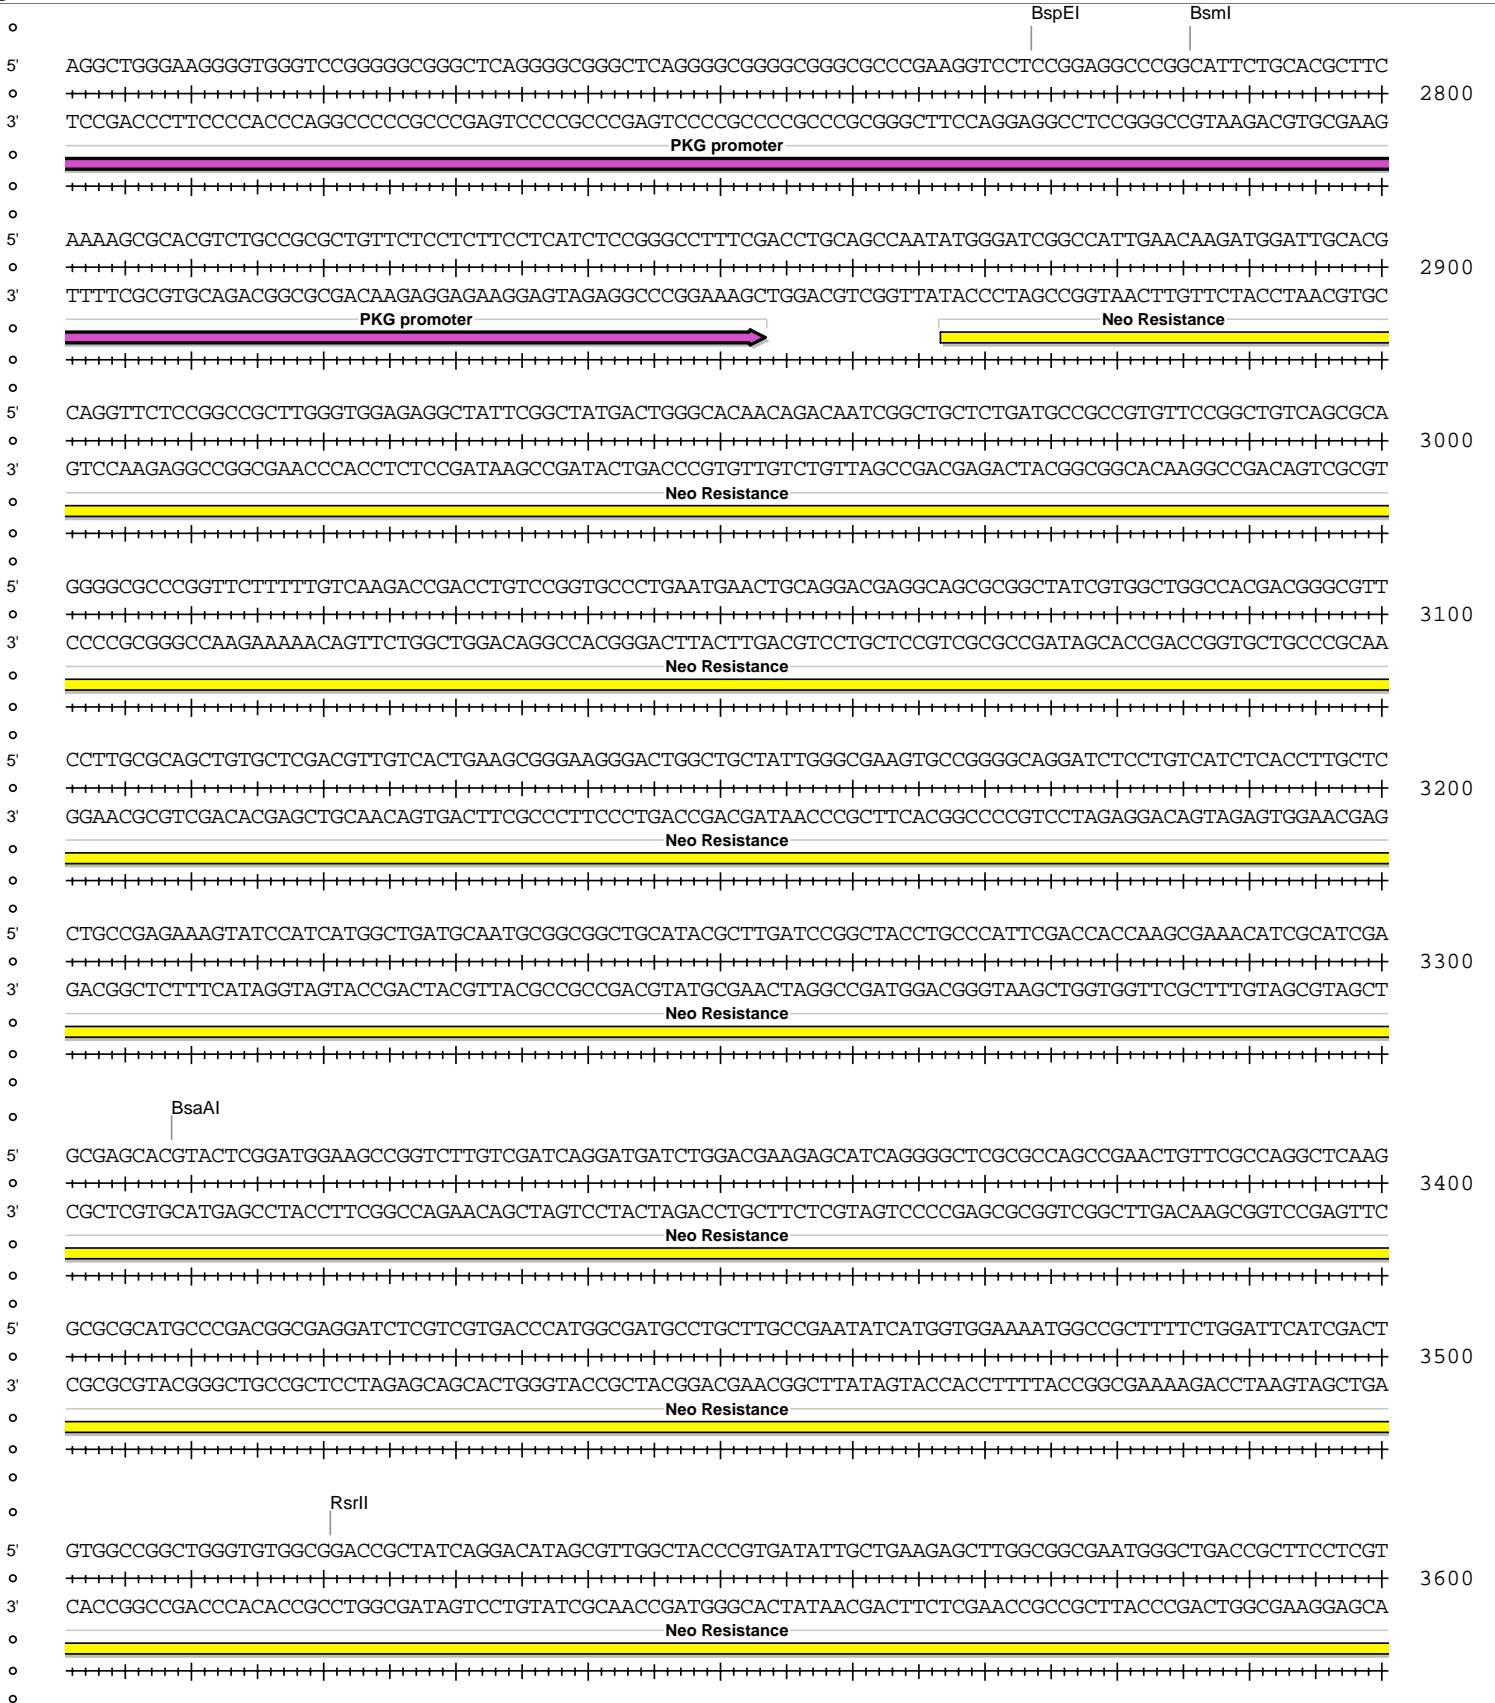 BspEI BsmI
5' AGGCTGGGAAGGGGTGGGTCCGGGGGCGGGCTCAGGGGCGGGCTCAGGGGCGGGGCGGGCGCCCGAAGGTCCTCCGGAGGCCCGGCATTCTGCACGCTTC
2800
3' TCCGACCCTTCCCCACCCAGGCCCCCGCCCGAGTCCCCGCCCGAGTCCCCGCCCCGCCCGCGGGCTTCCAGGAGGCCTCCGGGCCGTAAGACGTGCGAAG
PKG promoter
5' AAAAGCGCACGTCTGCCGCGCTGTTCTCCTCTTCCTCATCTCCGGGCCTTTCGACCTGCAGCCAATATGGGATCGGCCATTGAACAAGATGGATTGCACG
2900
3' TTTTCGCGTGCAGACGGCGCGACAAGAGGAGAAGGAGTAGAGGCCCGGAAAGCTGGACGTCGGTTATACCCTAGCCGGTAACTTGTTCTACCTAACGTGC
PKG promoter Neo Resistance
5' CAGGTTCTCCGGCCGCTTGGGTGGAGAGGCTATTCGGCTATGACTGGGCACAACAGACAATCGGCTGCTCTGATGCCGCCGTGTTCCGGCTGTCAGCGCA
3000
3' GTCCAAGAGGCCGGCGAACCCACCTCTCCGATAAGCCGATACTGACCCGTGTTGTCTGTTAGCCGACGAGACTACGGCGGCACAAGGCCGACAGTCGCGT
Neo Resistance
5' GGGGCGCCCGGTTCTTTTTGTCAAGACCGACCTGTCCGGTGCCCTGAATGAACTGCAGGACGAGGCAGCGCGGCTATCGTGGCTGGCCACGACGGGCGTT
3100
3' CCCCGCGGGCCAAGAAAAACAGTTCTGGCTGGACAGGCCACGGGACTTACTTGACGTCCTGCTCCGTCGCGCCGATAGCACCGACCGGTGCTGCCCGCAA
Neo Resistance
5' CCTTGCGCAGCTGTGCTCGACGTTGTCACTGAAGCGGGAAGGGACTGGCTGCTATTGGGCGAAGTGCCGGGGCAGGATCTCCTGTCATCTCACCTTGCTC
3200
3' GGAACGCGTCGACACGAGCTGCAACAGTGACTTCGCCCTTCCCTGACCGACGATAACCCGCTTCACGGCCCCGTCCTAGAGGACAGTAGAGTGGAACGAG
Neo Resistance
5' CTGCCGAGAAAGTATCCATCATGGCTGATGCAATGCGGCGGCTGCATACGCTTGATCCGGCTACCTGCCCATTCGACCACCAAGCGAAACATCGCATCGA
3300
3' GACGGCTCTTTCATAGGTAGTACCGACTACGTTACGCCGCCGACGTATGCGAACTAGGCCGATGGACGGGTAAGCTGGTGGTTCGCTTTGTAGCGTAGCT
Neo Resistance
BsaAI
5' GCGAGCACGTACTCGGATGGAAGCCGGTCTTGTCGATCAGGATGATCTGGACGAAGAGCATCAGGGGCTCGCGCCAGCCGAACTGTTCGCCAGGCTCAAG
3400
3' CGCTCGTGCATGAGCCTACCTTCGGCCAGAACAGCTAGTCCTACTAGACCTGCTTCTCGTAGTCCCCGAGCGCGGTCGGCTTGACAAGCGGTCCGAGTTC
Neo Resistance
5' GCGCGCATGCCCGACGGCGAGGATCTCGTCGTGACCCATGGCGATGCCTGCTTGCCGAATATCATGGTGGAAAATGGCCGCTTTTCTGGATTCATCGACT
3500
3' CGCGCGTACGGGCTGCCGCTCCTAGAGCAGCACTGGGTACCGCTACGGACGAACGGCTTATAGTACCACCTTTTACCGGCGAAAAGACCTAAGTAGCTGA
Neo Resistance
RsrII
5' GTGGCCGGCTGGGTGTGGCGGACCGCTATCAGGACATAGCGTTGGCTACCCGTGATATTGCTGAAGAGCTTGGCGGCGAATGGGCTGACCGCTTCCTCGT
3600
3' CACCGGCCGACCCACACCGCCTGGCGATAGTCCTGTATCGCAACCGATGGGCACTATAACGACTTCTCGAACCGCCGCTTACCCGACTGGCGAAGGAGCA
Neo Resistance